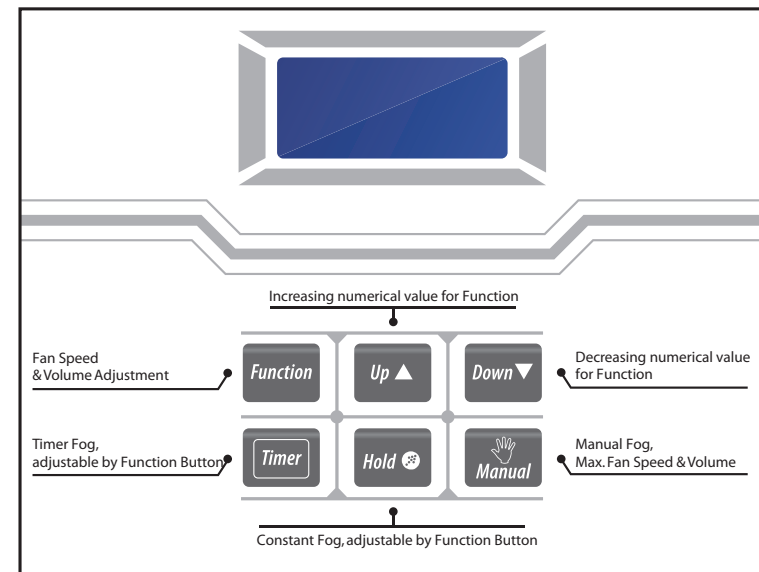 Increasing numerical value for Function
Fan Speed
& Volume Adjustment
Function
Up ▲
Down ▼
Decreasing numerical value
for Function
Timer Fog,
adjustable by Function Button
Timer
Hold
Manual
Manual Fog,
Max. Fan Speed & Volume
Constant Fog, adjustable by Function Button